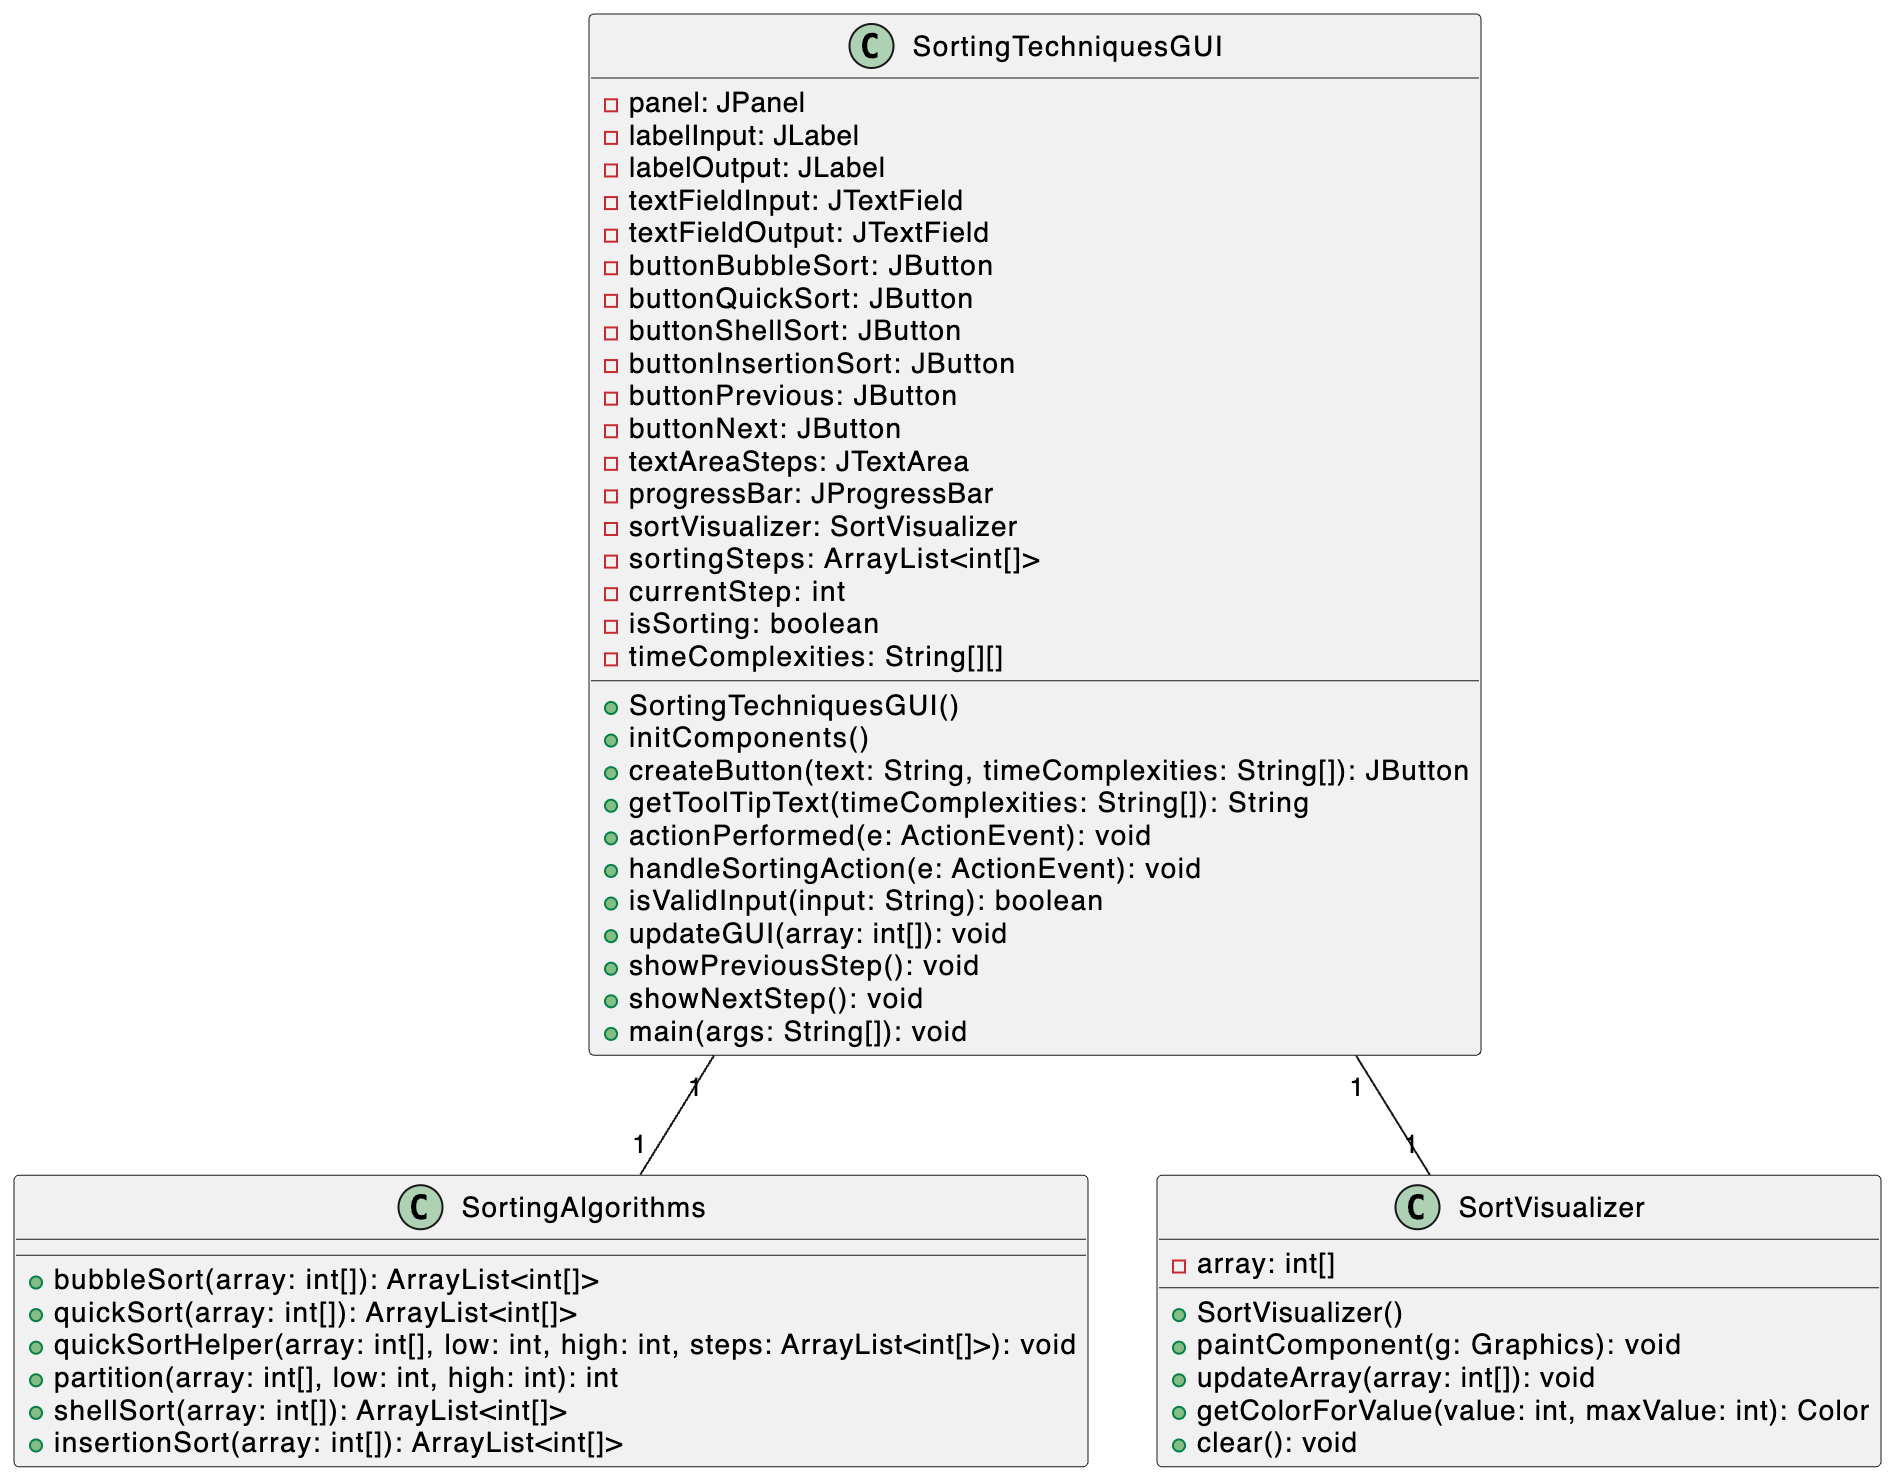 C SortingTechniquesGUI
panel: JPanel
labelInput: JLabel
labelOutput: JLabel
textFieldInput: JTextField
textFieldOutput: JTextField
buttonBubbleSort: JButton
buttonQuickSort: JButton
buttonShellSort: JButton
buttonInsertionSort: JButton
buttonPrevious: JButton
buttonNext: JButton
textAreaSteps: JTextArea
progressBar: JProgressBar
sortVisualizer: SortVisualizer
sortingSteps: ArrayList<int[]>
currentStep: int
isSorting: boolean
timeComplexities: String[][]
SortingTechniquesGUI()
initComponents()
createButton(text: String, timeComplexities: String[]): JButton
getToolTipText(timeComplexities: String[]): String
actionPerformed(e: ActionEvent): void
handleSortingAction(e: ActionEvent): void
isValidInput(input: String): boolean
updateGUI(array: int[]): void
showPreviousStep(): void
showNextStep(): void
main(args: String[]): void
1
1
1
1
C SortingAlgorithms
bubbleSort(array: int[]): ArrayList<int[]>
quickSort(array: int[]): ArrayList<int[]>
quickSortHelper(array: int[], low: int, high: int, steps: ArrayList<int[]>): void
partition(array: int[], low: int, high: int): int
shellSort(array: int[]): ArrayList<int[]>
insertionSort(array: int[]): ArrayList<int[]>
C SortVisualizer
array: int[]
SortVisualizer()
paintComponent(g: Graphics): void
updateArray(array: int[]): void
getColorForValue(value: int, maxValue: int): Color
clear(): void